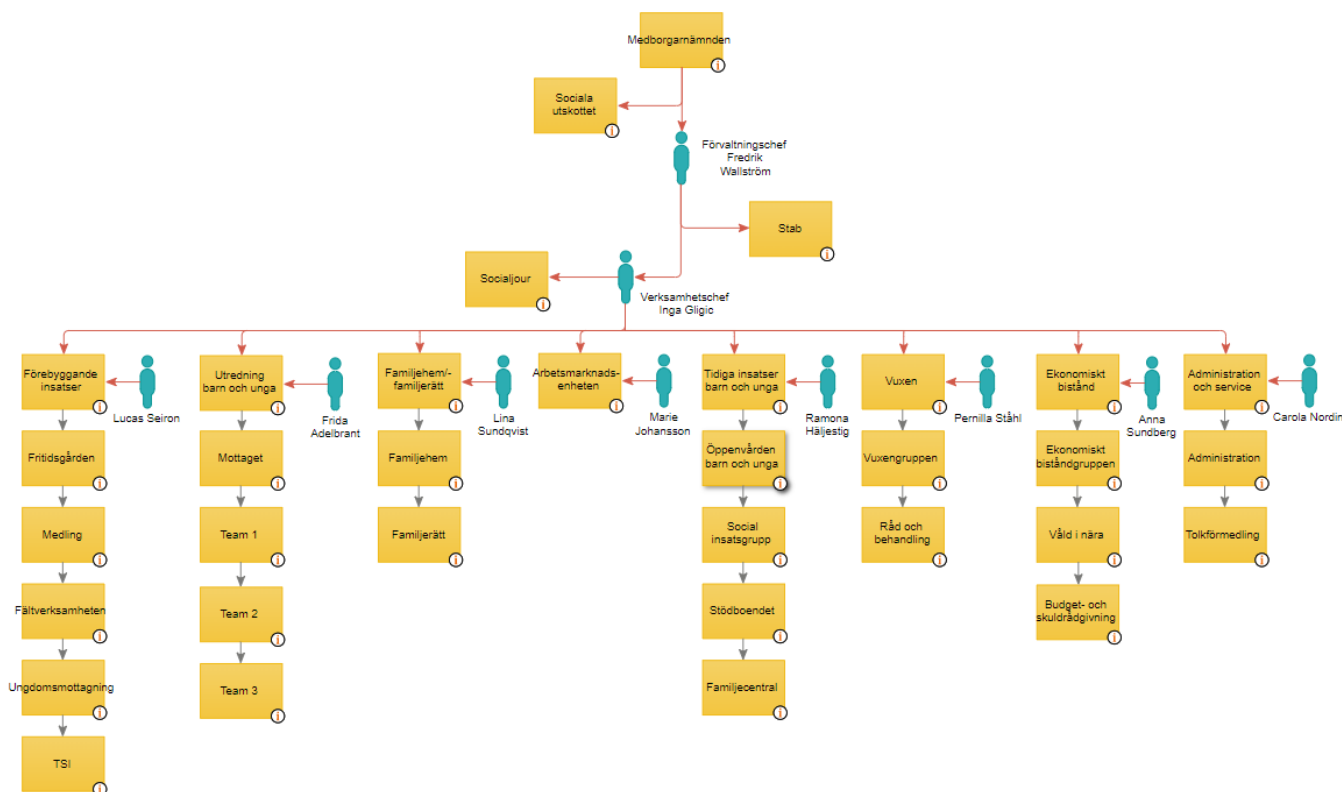 Medborgarnämnden
Sociala
utskottet
Förvaltningschef
Fredrik
Wallström
Stab
Socialjour
Verksamhetschef
Inga Gligic
Förebyggande
insatser
Lucas Seiron
Utredning
barn och unga
Frida
Adelbrant
Familjehem/-
familjerätt
Lina
Sundqvist
Arbetsmarknads-
enheten
Marie
Johansson
Tidiga insatser
barn och unga
Ramona
Häljestig
Vuxen
Pernilla Ståhl
Ekonomiskt
bistånd
Anna
Sundberg
Administration
och service
Carola Nordin
Fritidsgården
Mottaget
Familjehem
Öppenvården
barn och unga
Vuxengruppen
Ekonomiskt
biståndgruppen
Administration
Medling
Team 1
Familjerätt
Social
insatsgrupp
Råd och
behandling
Våld i nära
Tolkförmedling
Fältverksamheten
Team 2
Stödboendet
Budget- och
skuldrådgivning
Ungdomsmottagning
Team 3
Familjecentral
TSI